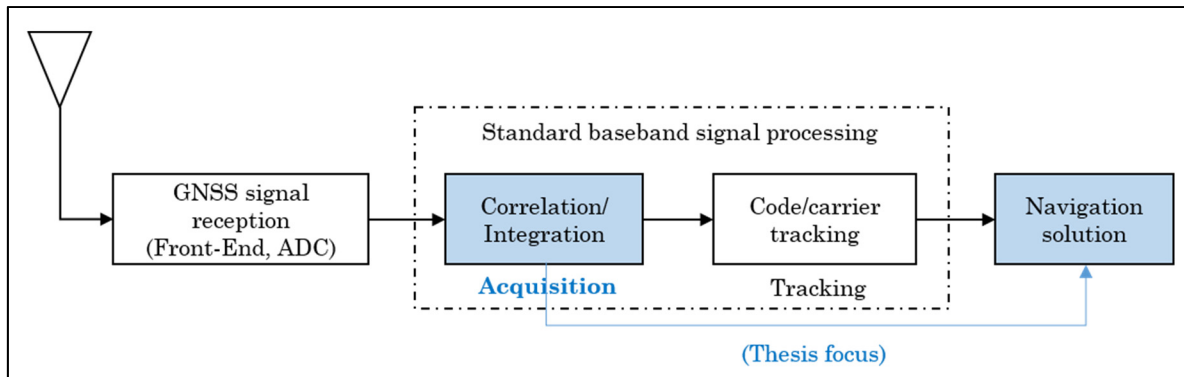 Standard baseband signal processing
GNSS signal
reception
(Front-End, ADC)
Correlation/
Integration
Code/carrier
tracking
Navigation
solution
Acquisition
Tracking
(Thesis focus)